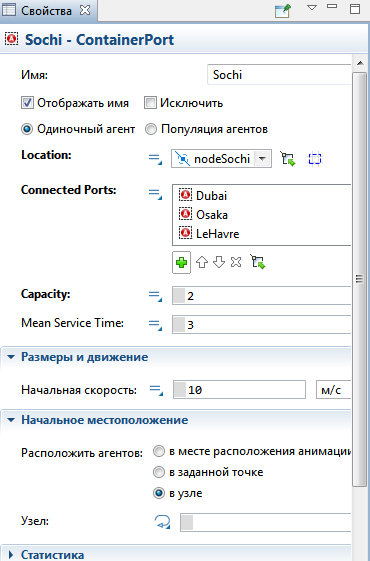 Свойства
Sochi - ContainerPort
Имя: Sochi
Отображать имя Исключить
Одиночный агент Популяция агентов
Location: nodeSochi
Connected Ports: Dubai
Osaka
LeHavre
Capacity: 2
Mean Service Time: 3
Размеры и движение
Начальная скорость: 10 м/с
Начальное местоположение
Расположить агентов: в месте расположения анимации
в заданной точке
в узле
Узел:
Статистика